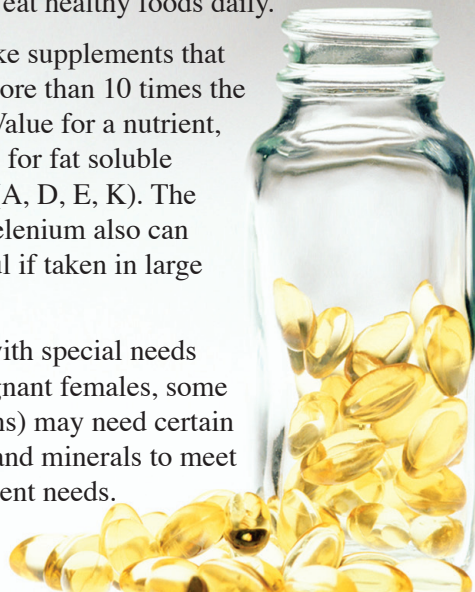 eat healthy foods daily.
ke supplements that
ore than 10 times the
Value for a nutrient,
for fat soluble
A, D, E, K). The
elenium also can
l if taken in large
with special needs
gnant females, some
ns) may need certain
and minerals to meet
ent needs.